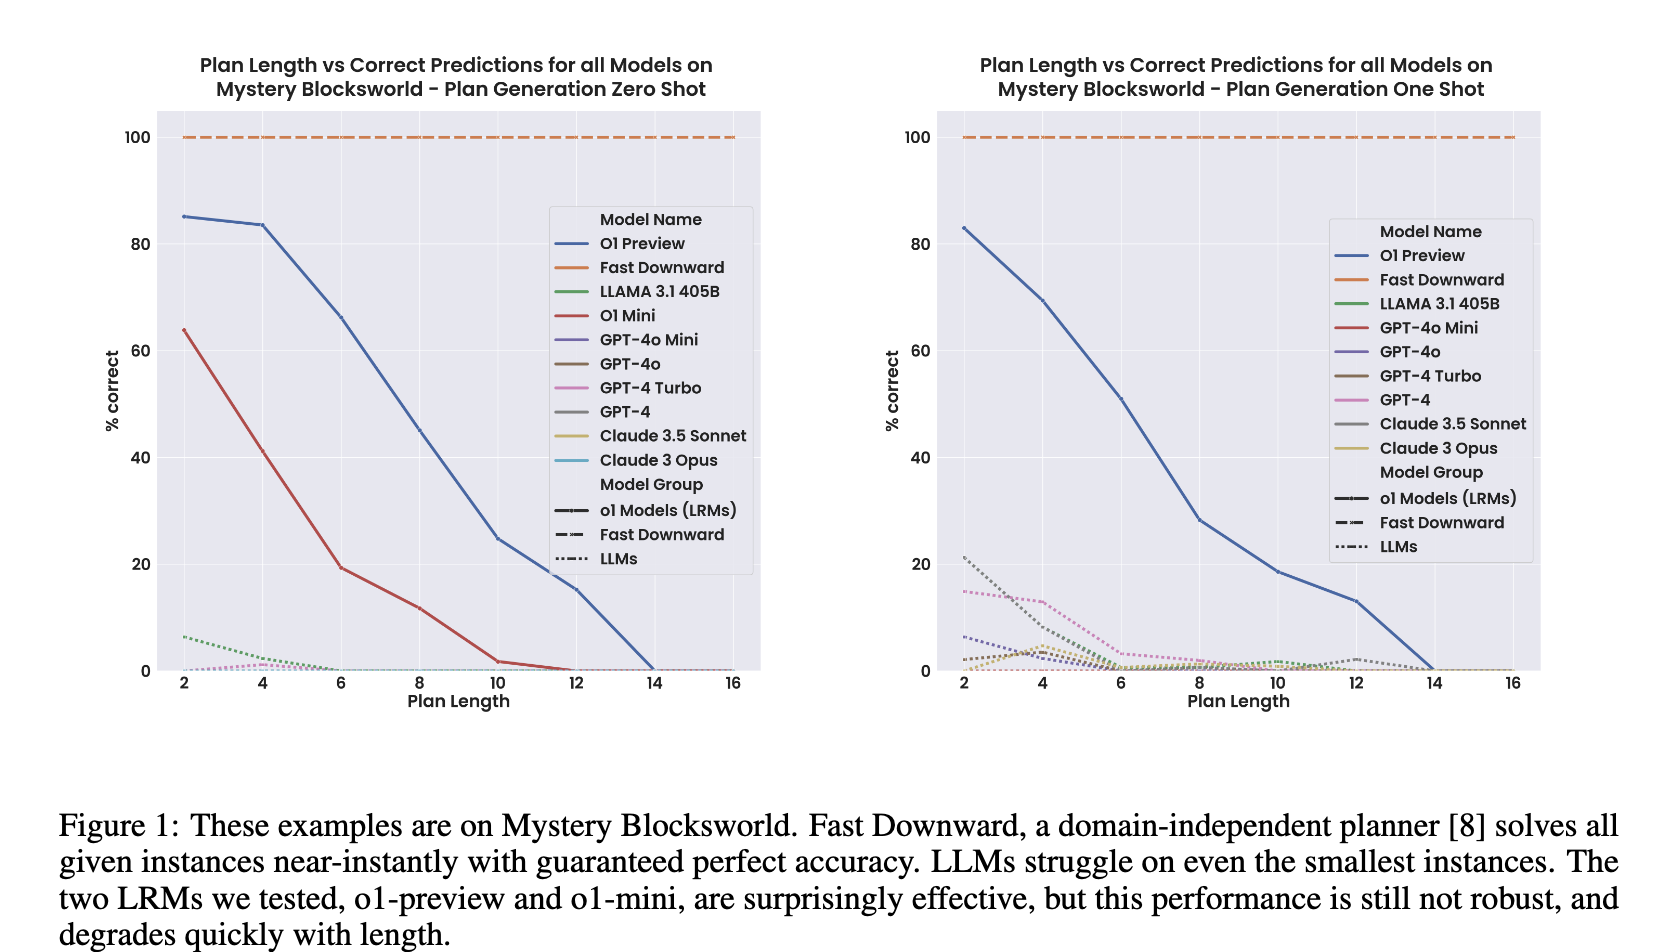 Plan Length vs Correct Predictions for all Models on
Mystery Blocksworld - Plan Generation Zero Shot
100
80
60
40
20
0
% correct
2 4 6 8 10 12 14 16
Plan Length
Model Name
O1 Preview
Fast Downward
LLAMA 3.1 405B
O1 Mini
GPT-4o Mini
GPT-4o
GPT-4 Turbo
GPT-4
Claude 3.5 Sonnet
Claude 3 Opus
Model Group
o1 Models (LRMs)
Fast Downward
LLMs
Plan Length vs Correct Predictions for all Models on
Mystery Blocksworld - Plan Generation One Shot
100
80
60
40
20
0
% correct
2 4 6 8 10 12 14 16
Plan Length
Model Name
O1 Preview
Fast Downward
LLAMA 3.1 405B
GPT-4o Mini
GPT-4o
GPT-4 Turbo
GPT-4
Claude 3.5 Sonnet
Claude 3 Opus
Model Group
o1 Models (LRMs)
Fast Downward
LLMs
Figure 1: These examples are on Mystery Blocksworld. Fast Downward, a domain-independent planner [8] solves all
given instances near-instantly with guaranteed perfect accuracy. LLMs struggle on even the smallest instances. The
two LRMs we tested, o1-preview and o1-mini, are surprisingly effective, but this performance is still not robust, and
degrades quickly with length.